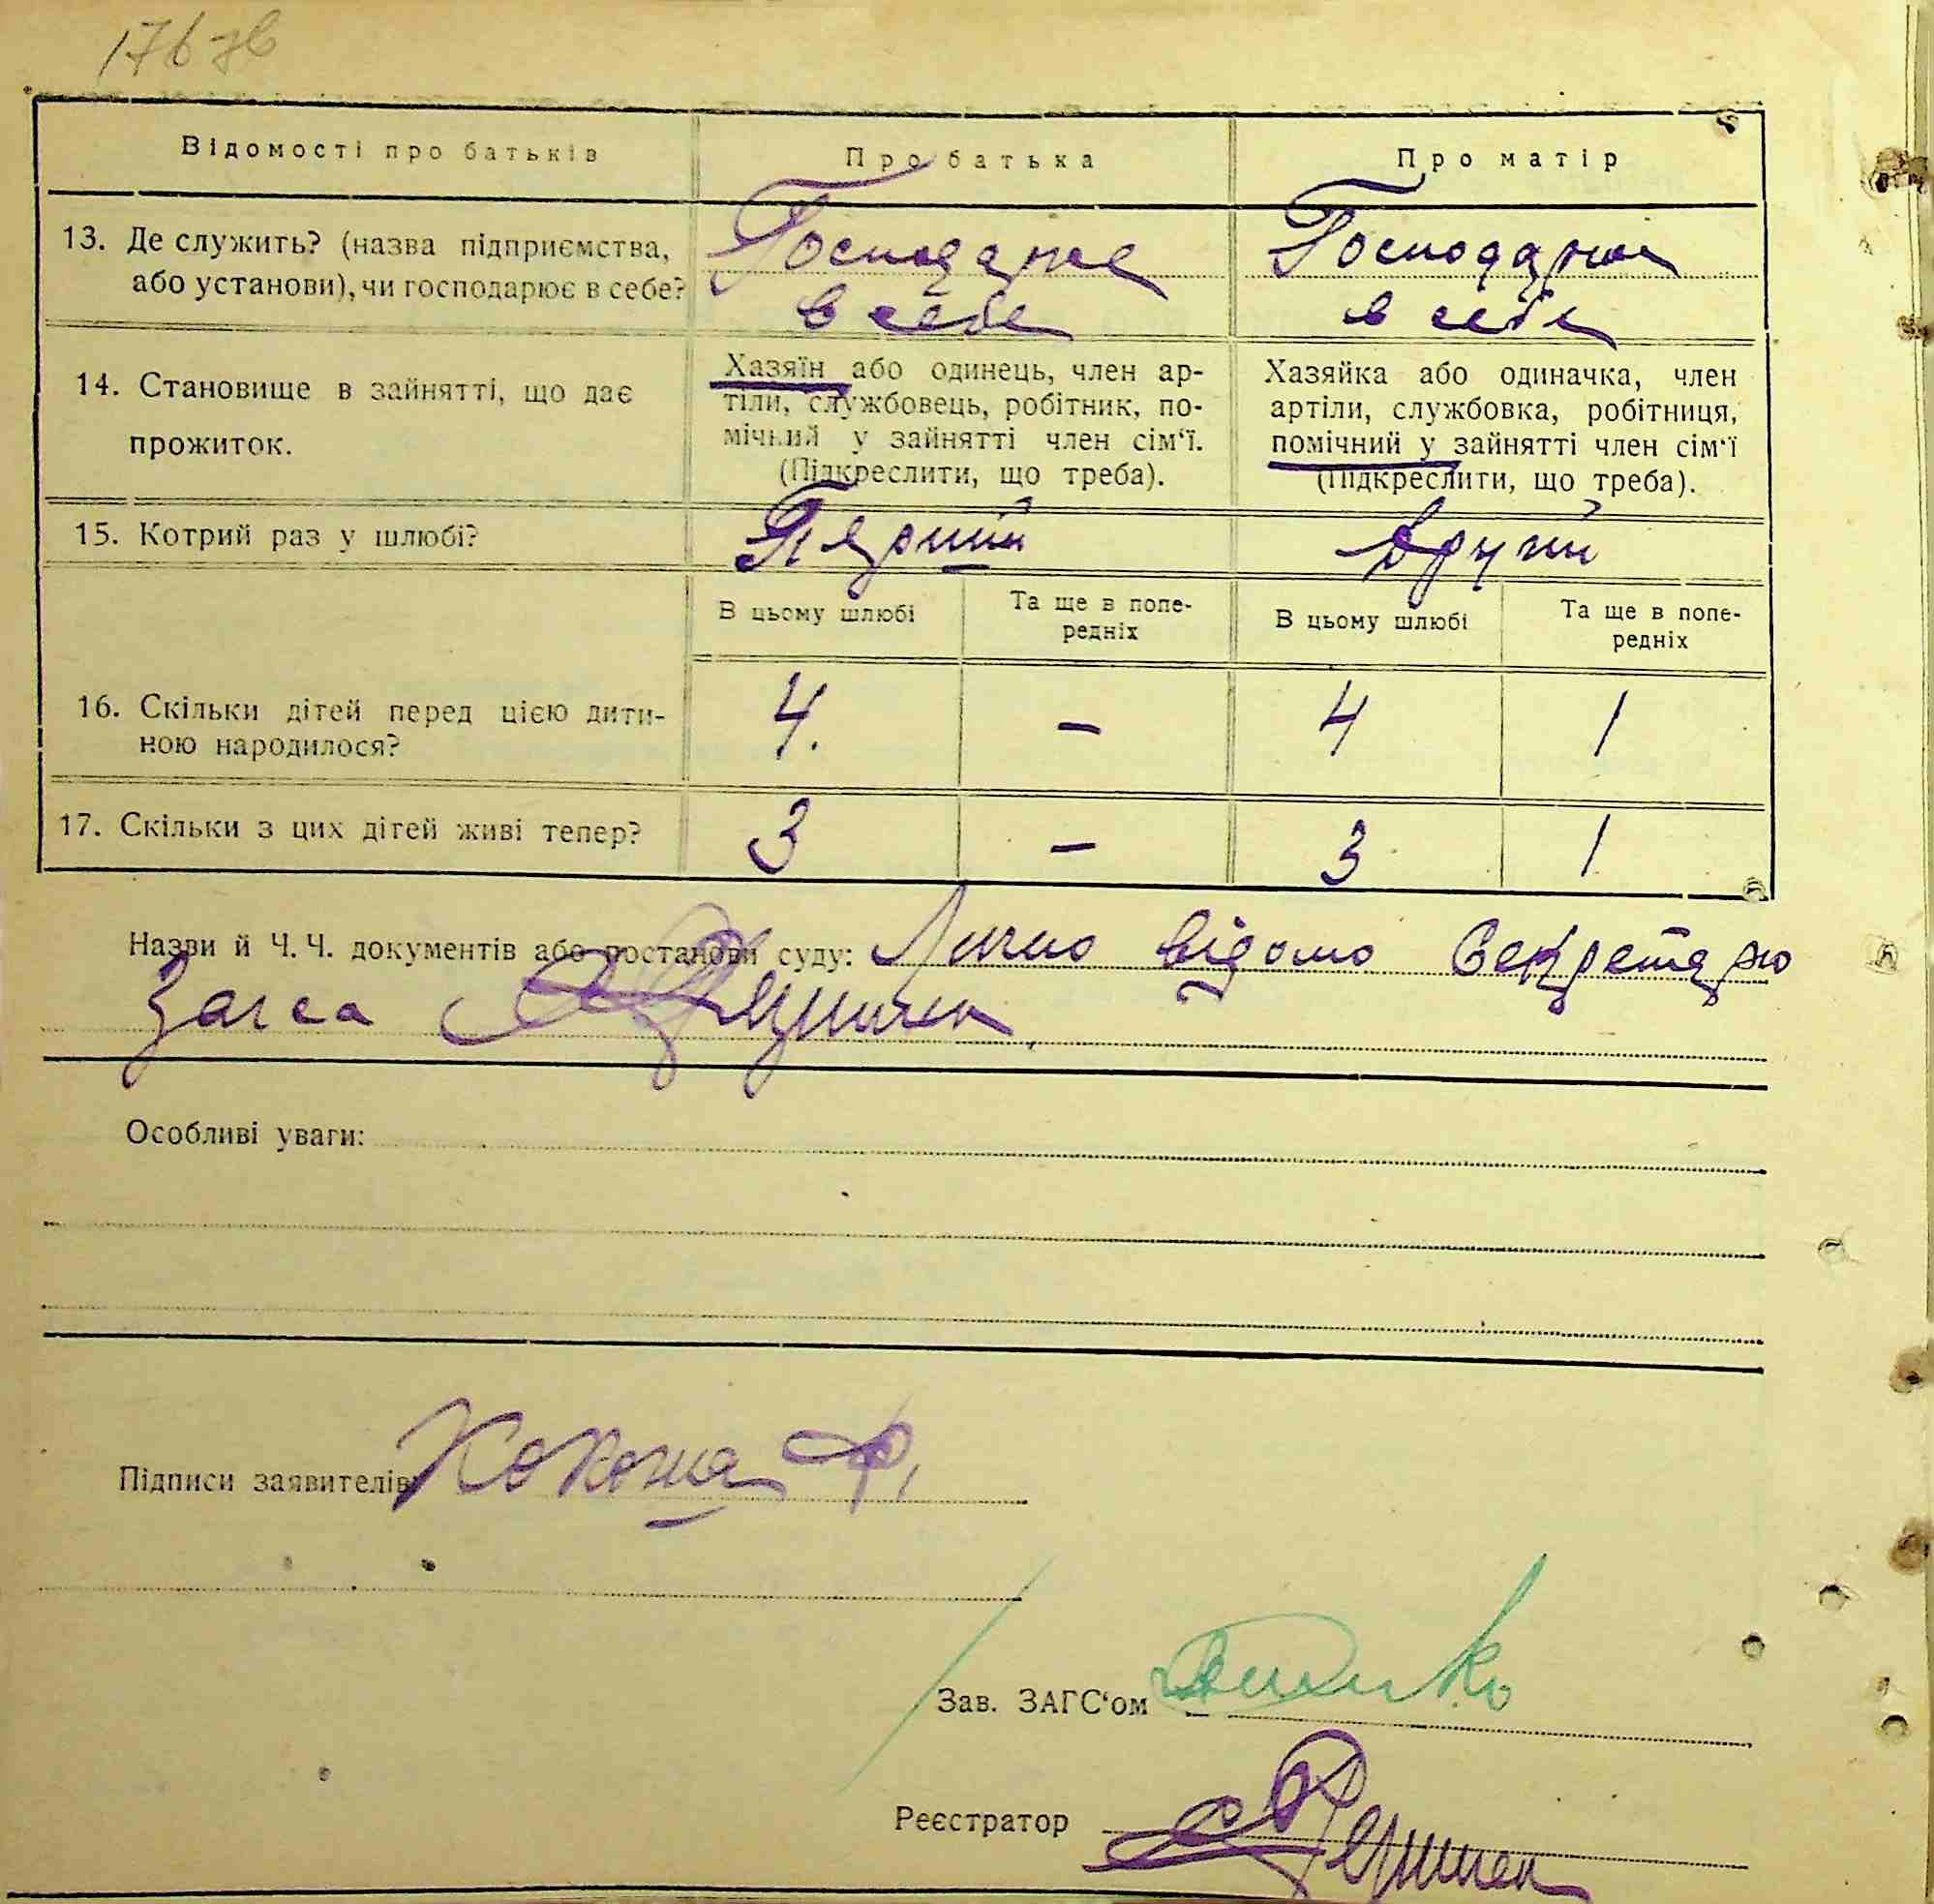 176 зв
Відомості про батьків Про батька Про матір
13. Де служить? (назва підприємства, Господарює Господарює
або установи), чи господарює в себе? в себе в себе
14. Становище в зайнятті, що дає
прожиток.
Хазяїн або одинець, член ар-
тіли, службовець, робітник, по-
мічний у зайнятті член сім‘ї.
(Підкреслити, що треба).
Хазяйка або одиначка, член
артіли, службовка, робітниця,
помічний у зайнятті член сім‘ї
(Підкреслити, що треба).
15. Котрий раз у шлюбі? Перший другий
В цьому шлюбі
Та ще в попе-
редніх
В цьому шлюбі
Та ще в попе-
редніх
16. Скільки дітей перед цією дити-
ною народилося?
4. – 4 1
17. Скільки з цих дітей живі тепер? 3 – 3 1
Назви й Ч. Ч. документів або постанови суду: Лично відомо Секретарю
Загса
Особливі уваги:
Підписи заявителів
Зав. ЗАГС‘ом
Реєстратор